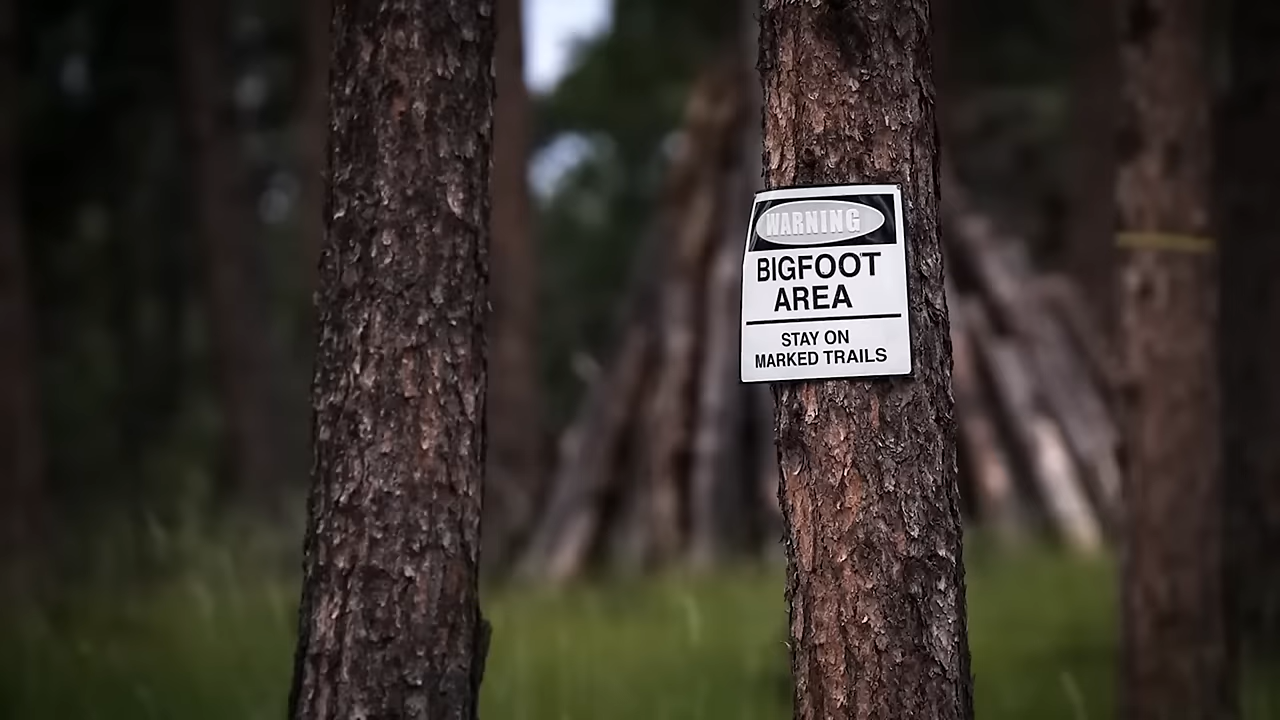 WARNING
BIGFOOT
AREA
STAY ON
MARKED TRAILS